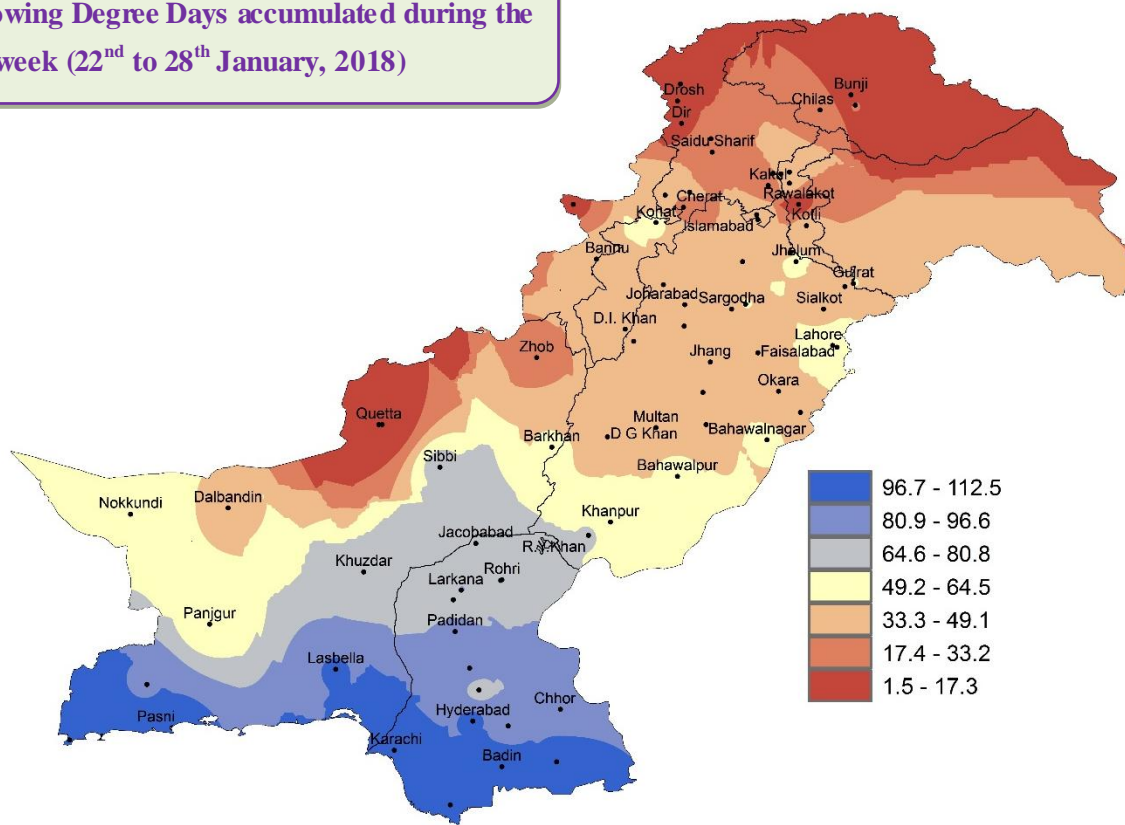 owing Degree Days accumulated during the
week (22nd to 28th January, 2018)
Drosh
Bunji
Chilas
Dir
Saidu Sharif
Kakul
Cherat
Rawalakot
Kohat
Kotli
Islamabad
Bannu
Jhelum
Gujrat
Joharabad
Sargodha
Sialkot
D.I. Khan
Lahore
Zhob
Jhang
Faisalabad
Okara
Quetta
Multan
D G Khan
Bahawalnagar
Barkhan
Sibbi
Bahawalpur
Nokkundi
Dalbandin
Khanpur
Jacobabad
R.Y.Khan
Khuzdar
Rohri
Larkana
Panjgur
Padidan
Lasbella
Chhor
Pasni
Hyderabad
Karachi
Badin
96.7 - 112.5
80.9 - 96.6
64.6 - 80.8
49.2 - 64.5
33.3 - 49.1
17.4 - 33.2
1.5 - 17.3